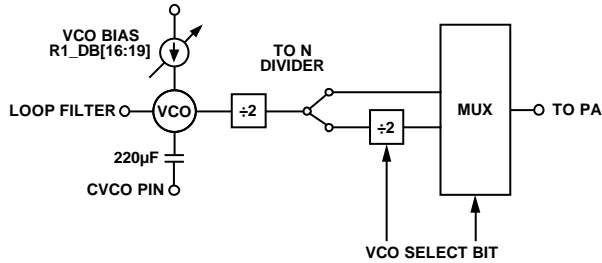 VCO BIAS
R1_DB[16:19]
TO N
DIVIDER
LOOP FILTER
VCO
÷2
÷2
MUX
TO PA
220µF
CVCO PIN
VCO SELECT BIT